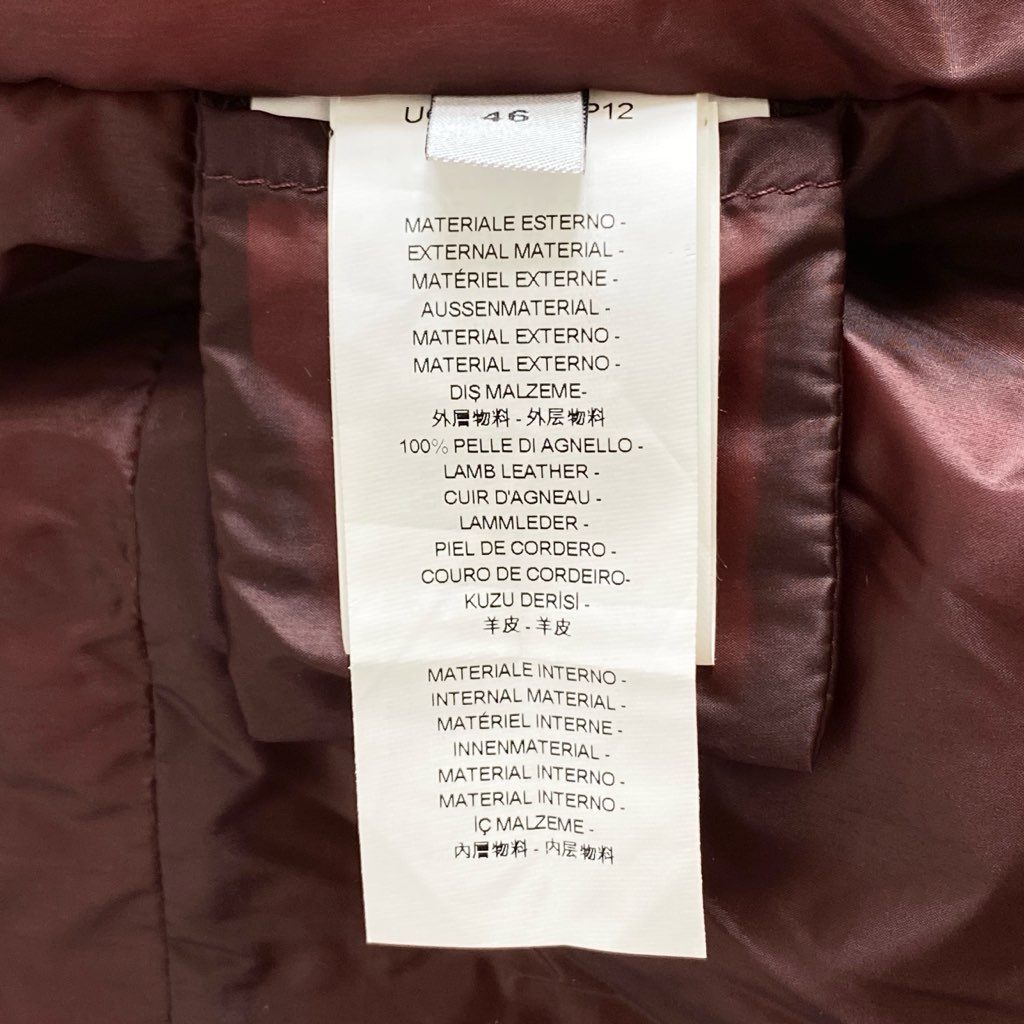 46
P12
MATERIALE ESTERNO -
EXTERNAL MATERIAL -
MATÉRIEL EXTERNE -
AUSSENMATERIAL -
MATERIAL EXTERNO -
MATERIAL EXTERNO -
DIŞ MALZEME-
外層物料 - 外层物料
100% PELLE DI AGNELLO -
LAMB LEATHER -
CUIR D'AGNEAU -
LAMMLEDER -
PIEL DE CORDERO -
COURO DE CORDEIRO-
KUZU DERİSİ -
羊皮 - 羊皮
MATERIALE INTERNO -
INTERNAL MATERIAL -
MATÉRIEL INTERNE -
INNENMATERIAL -
MATERIAL INTERNO -
MATERIAL INTERNO -
İÇ MALZEME -
內層物料 - 内层物料